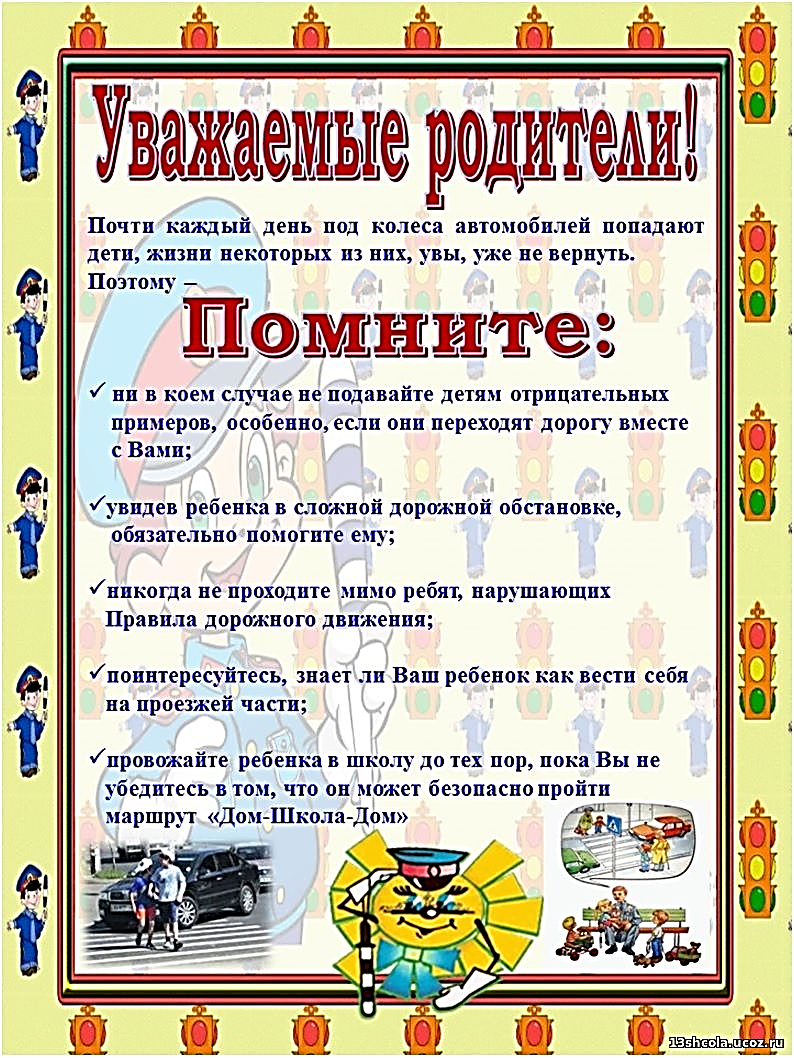 Уважаемые родители!
Почти каждый день под колеса автомобилей попадают
дети, жизни некоторых из них, увы, уже не вернуть.
Поэтому –
Помните:
✓ ни в коем случае не подавайте детям отрицательных
примеров, особенно, если они переходят дорогу вместе
с Вами;
✓увидев ребенка в сложной дорожной обстановке,
обязательно помогите ему;
✓никогда не проходите мимо ребят, нарушающих
Правила дорожного движения;
✓поинтересуйтесь, знает ли Ваш ребенок как вести себя
на проезжей части;
✓провожайте ребенка в школу до тех пор, пока Вы не
убедитесь в том, что он может безопасно пройти
маршрут «Дом-Школа-Дом»
13shcola.ucoz.ru